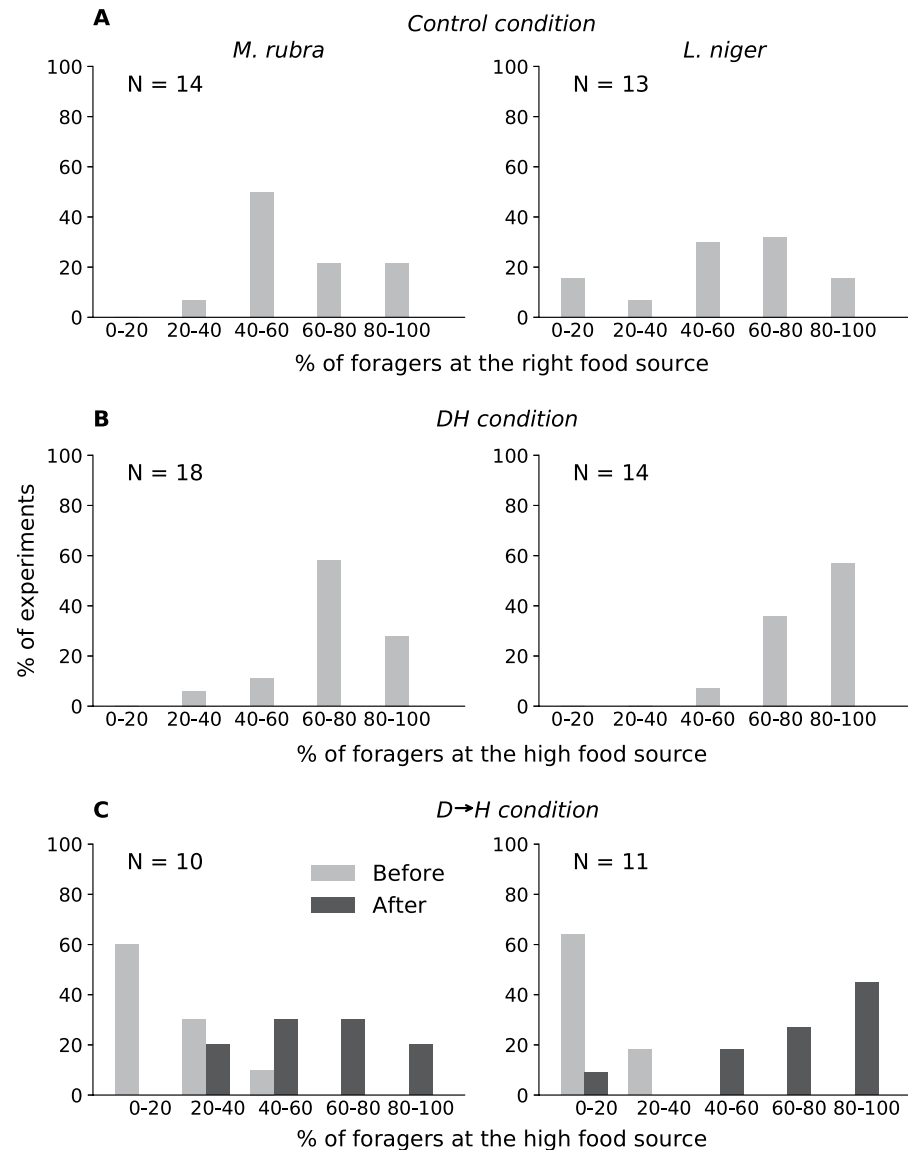 A
Control condition
M. rubra
L. niger
100
80
60
40
20
0
N = 14
0-20 20-40 40-60 60-80 80-100
100
80
60
40
20
0
N = 13
0-20 20-40 40-60 60-80 80-100
% of foragers at the right food source
B
DH condition
% of experiments
100
80
60
40
20
0
N = 18
0-20 20-40 40-60 60-80 80-100
100
80
60
40
20
0
N = 14
0-20 20-40 40-60 60-80 80-100
% of foragers at the high food source
C
D→H condition
100
80
60
40
20
0
N = 10
Before
After
0-20 20-40 40-60 60-80 80-100
100
80
60
40
20
0
N = 11
0-20 20-40 40-60 60-80 80-100
% of foragers at the high food source